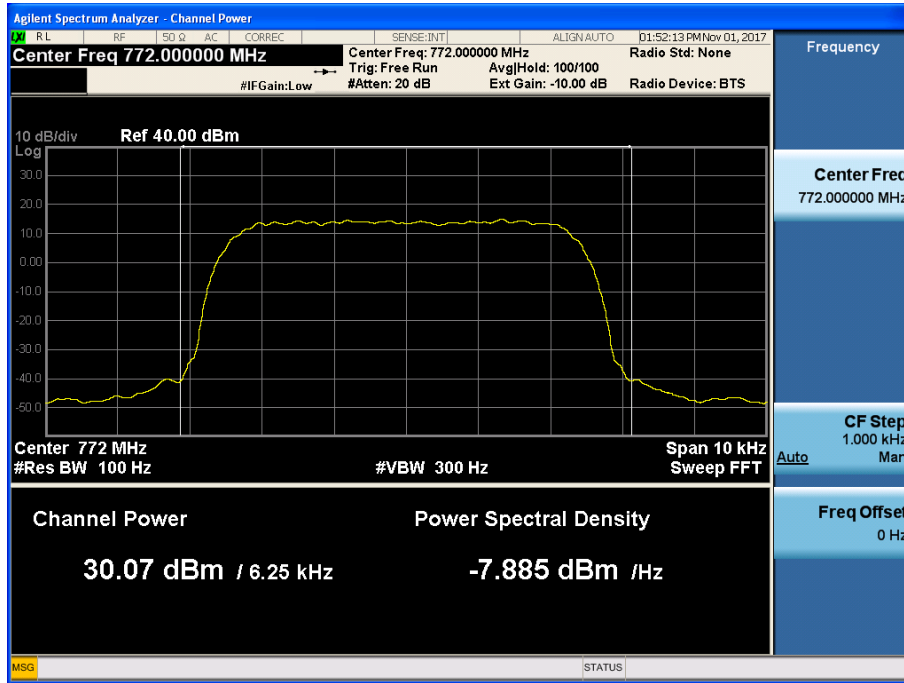 Agilent Spectrum Analyzer - Channel Power
LXI RL RF 50 Ω AC CORREC SENSE:INT ALIGN AUTO 01:52:13 PM Nov 01, 2017
Center Freq 772.000000 MHz
Center Freq: 772.000000 MHz Radio Std: None
Trig: Free Run Avg|Hold: 100/100
#IFGain:Low #Atten: 20 dB Ext Gain: -10.00 dB Radio Device: BTS
10 dB/div Ref 40.00 dBm
Log
30.0
20.0
10.0
0.00
-10.0
-20.0
-30.0
-40.0
-50.0
Center 772 MHz Span 10 kHz
#Res BW 100 Hz #VBW 300 Hz Sweep FFT
Channel Power Power Spectral Density
30.07 dBm / 6.25 kHz -7.885 dBm /Hz
MSG STATUS
Frequency
Center Freq
772.000000 MHz
CF Step
1.000 kHz
Auto Man
Freq Offset
0 Hz